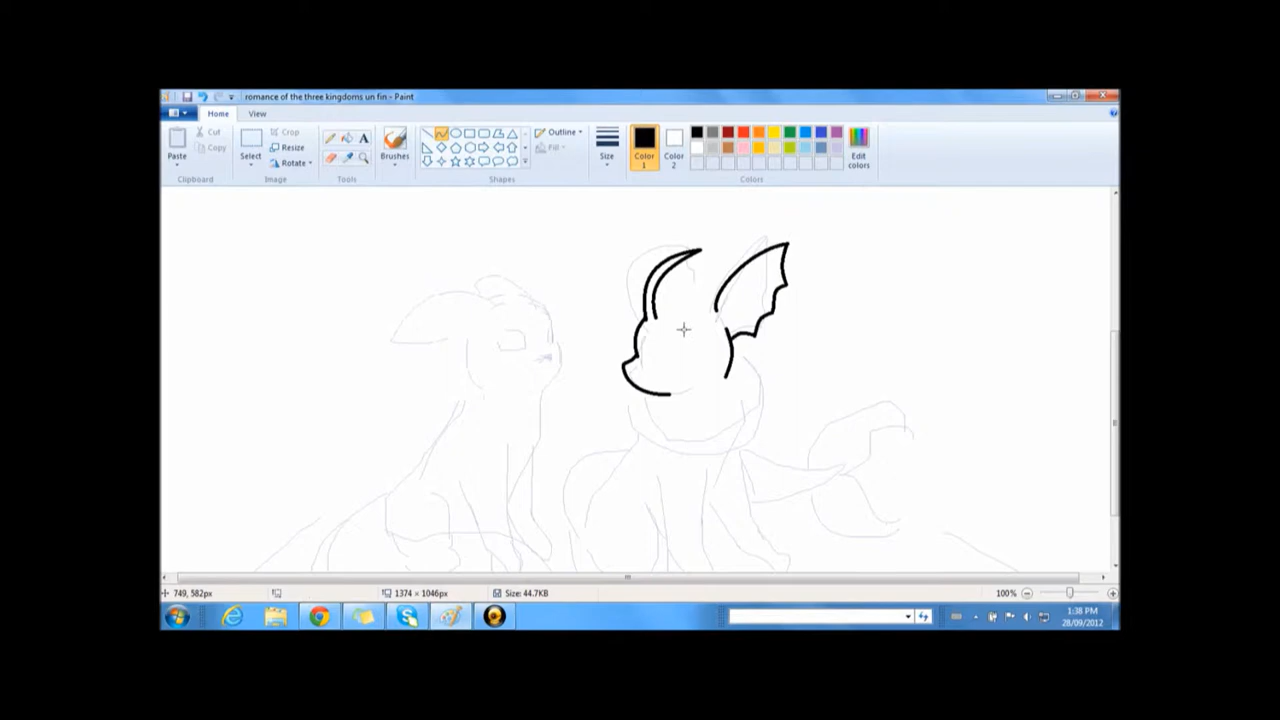 romance of the three kingdoms un fin - Paint
Home View
Paste
Cut
Copy
Clipboard
Select
Crop
Resize
Rotate
Image
A
Tools
Brushes
Outline
Fill
Shapes
Size
Color 1
Color 2
Edit colors
Colors
749, 582px
1374 × 1046px
Size: 44.7KB
100%
1:38 PM
28/09/2012